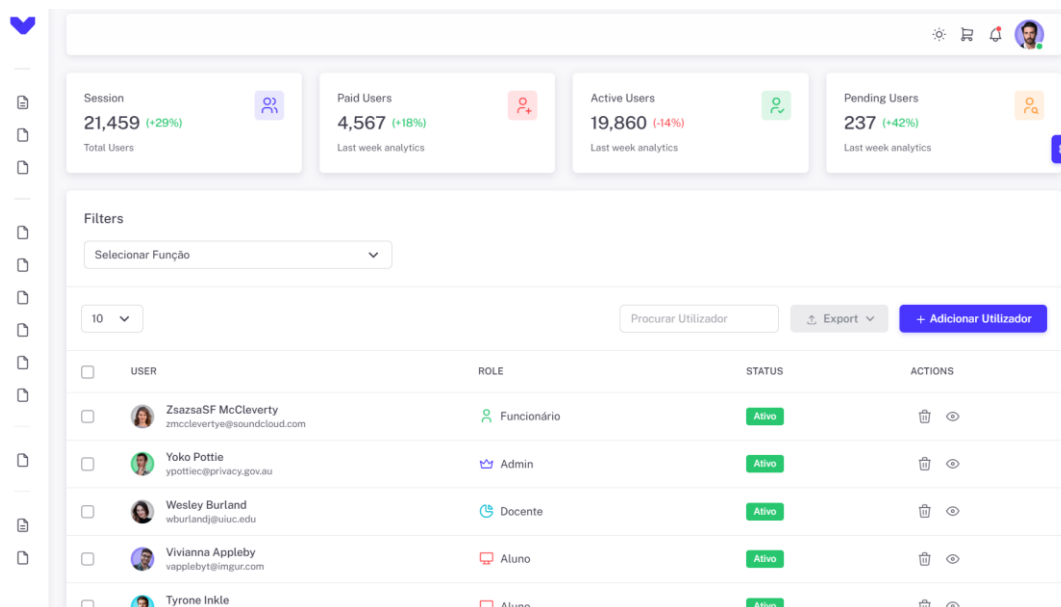 Session
21,459 (+29%)
Total Users
Paid Users
4,567 (+18%)
Last week analytics
Active Users
19,860 (-14%)
Last week analytics
Pending Users
237 (+42%)
Last week analytics
Filters
Selecionar Função
10
Procurar Utilizador
Export
+ Adicionar Utilizador
USER ROLE STATUS ACTIONS
ZsazsaSF McCleverty
zmcclevertye@soundcloud.com
Funcionário
Ativo
Yoko Pottie
ypottiec@privacy.gov.au
Admin
Ativo
Wesley Burland
wburlandj@uiuc.edu
Docente
Ativo
Vivianna Appleby
vapplebyt@imgur.com
Aluno
Ativo
Tyrone Inkle
Aluno
Ativo